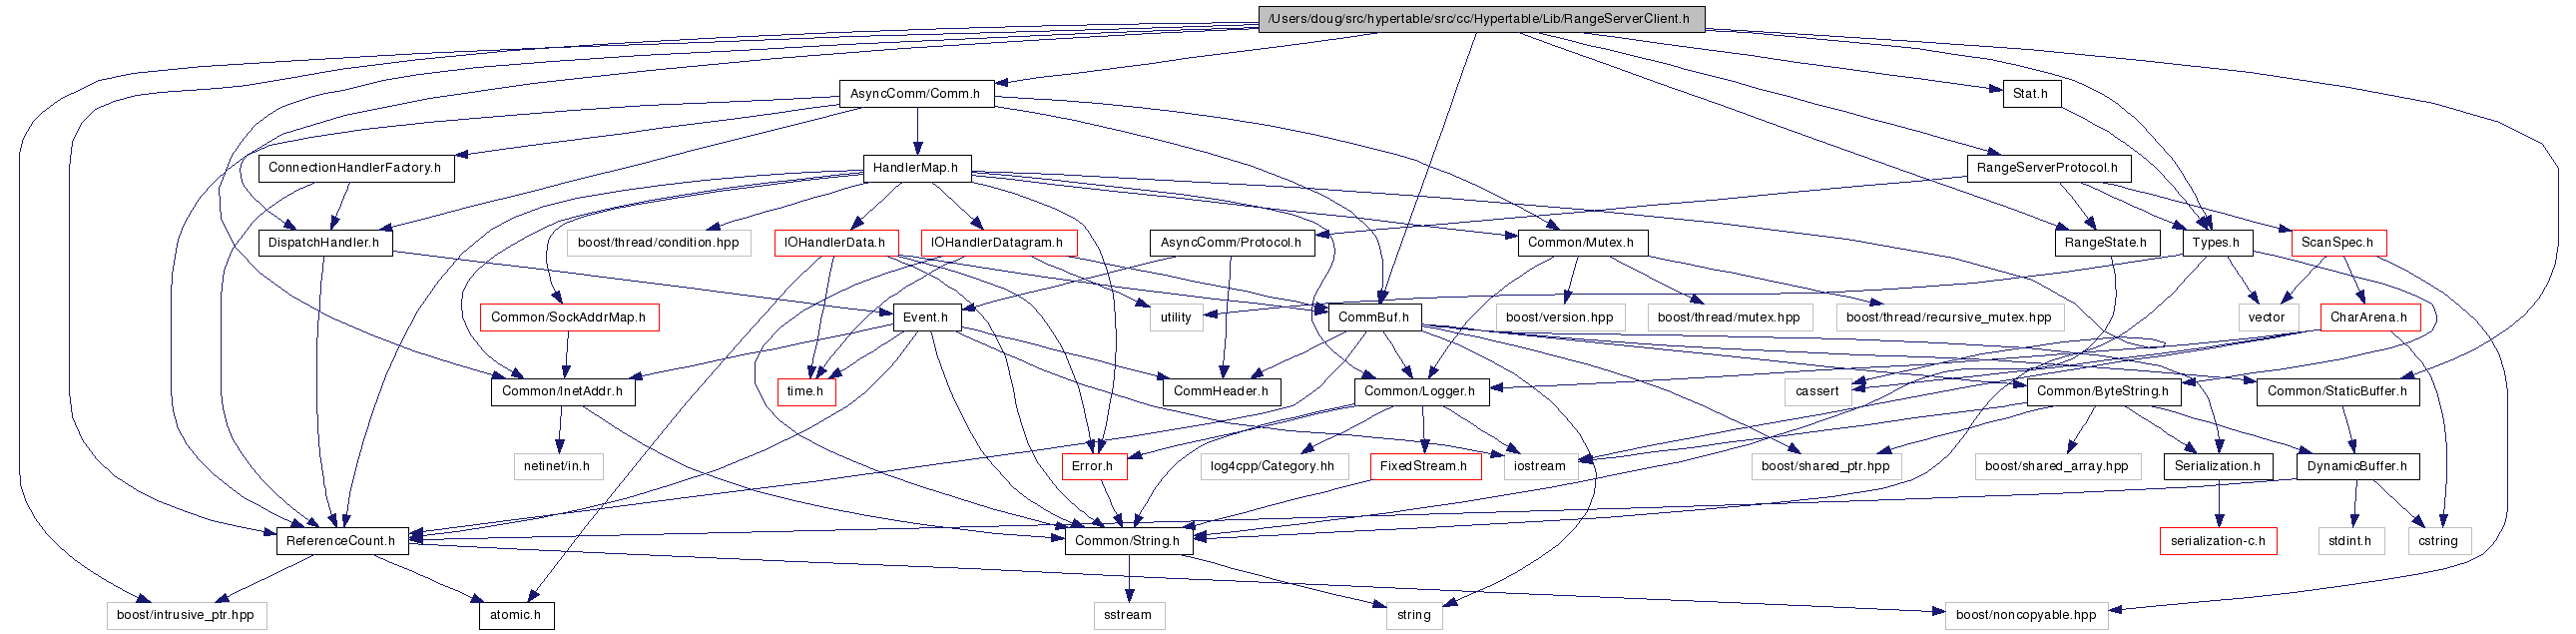 /Users/doug/src/hypertable/src/cc/Hypertable/Lib/RangeServerClient.h
AsyncComm/Comm.h
Stat.h
ConnectionHandlerFactory.h
HandlerMap.h
RangeServerProtocol.h
DispatchHandler.h
boost/thread/condition.hpp
IOHandlerData.h
IOHandlerDatagram.h
AsyncComm/Protocol.h
Common/Mutex.h
RangeState.h
Types.h
ScanSpec.h
Common/SockAddrMap.h
Event.h
utility
CommBuf.h
boost/version.hpp
boost/thread/mutex.hpp
boost/thread/recursive_mutex.hpp
vector
CharArena.h
Common/InetAddr.h
time.h
CommHeader.h
Common/Logger.h
cassert
Common/ByteString.h
Common/StaticBuffer.h
netinet/in.h
Error.h
log4cpp/Category.hh
FixedStream.h
iostream
boost/shared_ptr.hpp
boost/shared_array.hpp
Serialization.h
DynamicBuffer.h
ReferenceCount.h
Common/String.h
serialization-c.h
stdint.h
cstring
boost/intrusive_ptr.hpp
atomic.h
sstream
string
boost/noncopyable.hpp